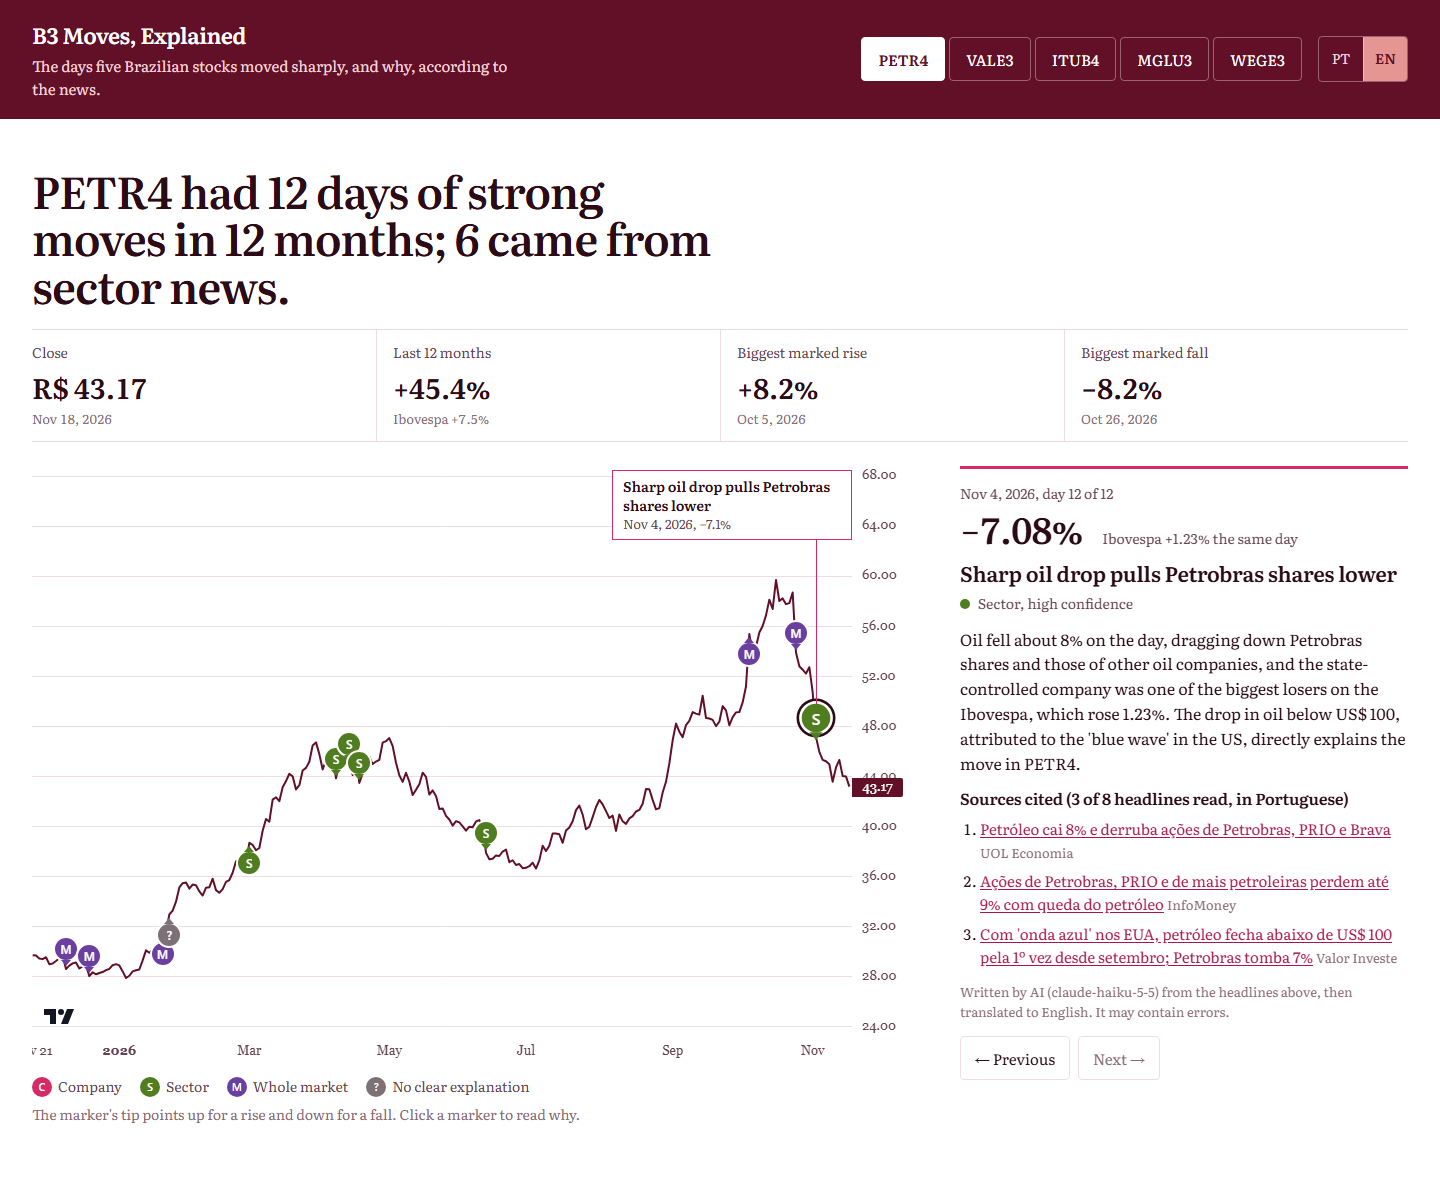 B3 Moves, Explained
The days five Brazilian stocks moved sharply, and why, according to
the news.
PETR4
VALE3
ITUB4
MGLU3
WEGE3
PT
EN
PETR4 had 12 days of strong
moves in 12 months; 6 came from
sector news.
Close
R$ 43.17
Nov 18, 2026
Last 12 months
+45.4%
Ibovespa +7.5%
Biggest marked rise
+8.2%
Oct 5, 2026
Biggest marked fall
−8.2%
Oct 26, 2026
Sharp oil drop pulls Petrobras
shares lower
Nov 4, 2026, −7.1%
68.00
64.00
60.00
56.00
52.00
48.00
44.00
43.17
40.00
36.00
32.00
28.00
24.00
M
M
M
?
S
S
S
S
S
M
M
S
v 21
2026
Mar
May
Jul
Sep
Nov
C Company
S Sector
M Whole market
? No clear explanation
The marker's tip points up for a rise and down for a fall. Click a marker to read why.
Nov 4, 2026, day 12 of 12
−7.08%
Ibovespa +1.23% the same day
Sharp oil drop pulls Petrobras shares lower
Sector, high confidence
Oil fell about 8% on the day, dragging down Petrobras
shares and those of other oil companies, and the state-
controlled company was one of the biggest losers on the
Ibovespa, which rose 1.23%. The drop in oil below US$ 100,
attributed to the 'blue wave' in the US, directly explains the
move in PETR4.
Sources cited (3 of 8 headlines read, in Portuguese)
1. Petróleo cai 8% e derruba ações de Petrobras, PRIO e Brava
UOL Economia
2. Ações de Petrobras, PRIO e de mais petroleiras perdem até
9% com queda do petróleo InfoMoney
3. Com 'onda azul' nos EUA, petróleo fecha abaixo de US$ 100
pela 1º vez desde setembro; Petrobras tomba 7% Valor Investe
Written by AI (claude-haiku-5-5) from the headlines above, then
translated to English. It may contain errors.
← Previous
Next →